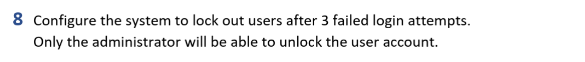 8 Configure the system to lock out users after 3 failed login attempts.
Only the administrator will be able to unlock the user account.